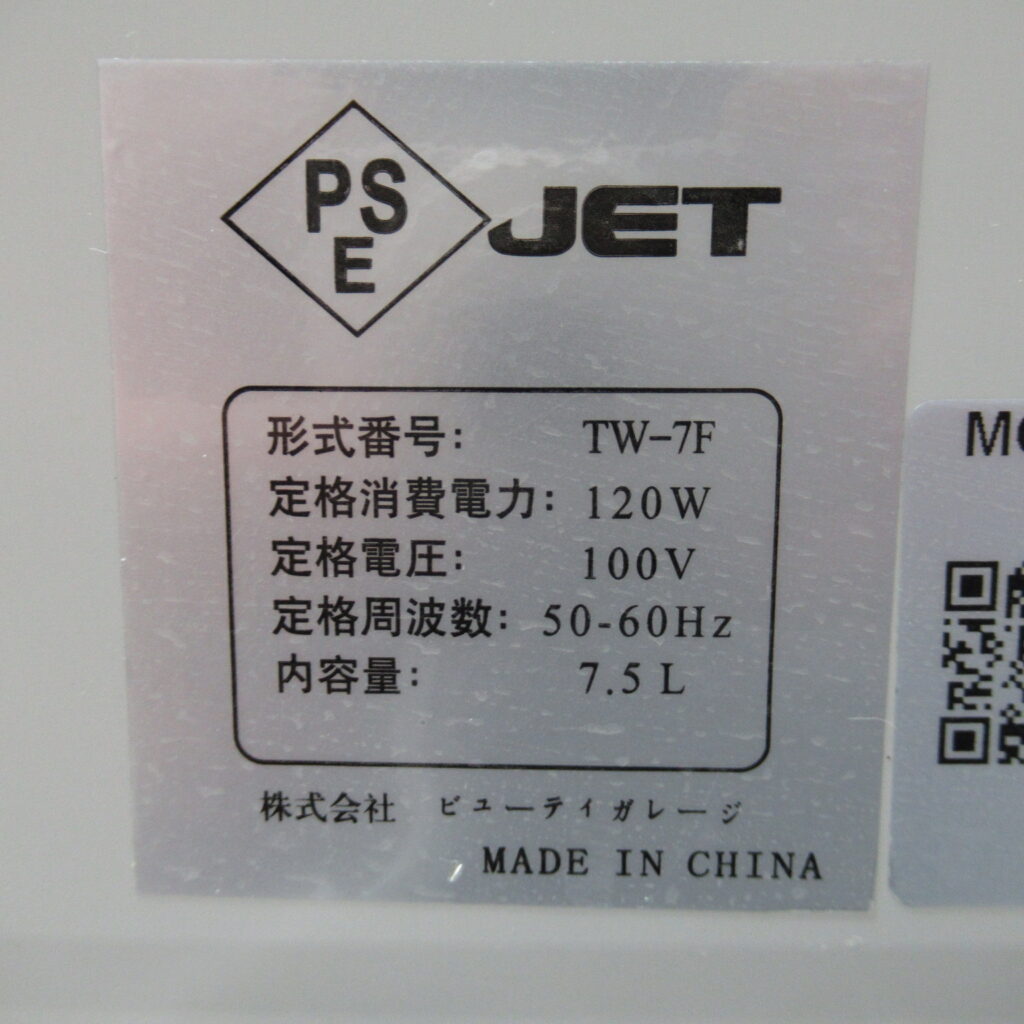 PS
E
JET
形式番号: TW-7F
定格消費電力: 120W
定格電圧: 100V
定格周波数: 50-60Hz
内容量: 7.5 L
株式会社 ビューティガレージ
MADE IN CHINA